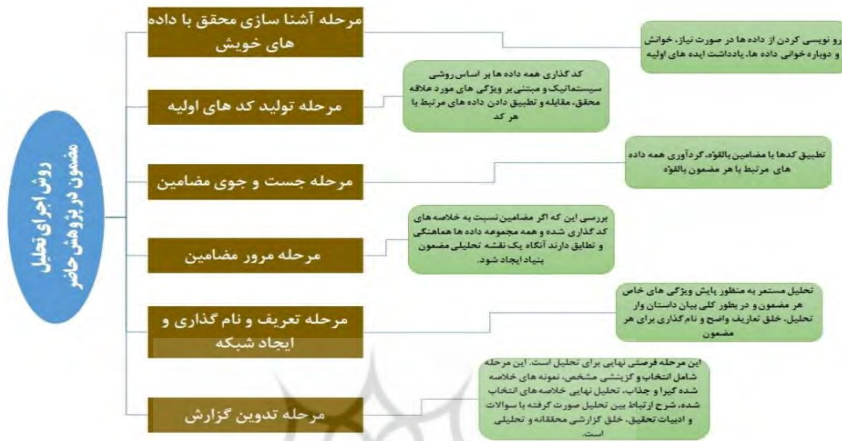 روش اجرای تحلیل
مضمون در پژوهش حاضر
مرحله آشنا سازی محقق با داده
های خویش
رو نویسی کردن از داده ها در صورت نیاز، خوانش
و دوباره خوانی داده ها، یادداشت ایده های اولیه
مرحله تولید کد های اولیه
کد گذاری همه داده ها بر اساس روشی
سیستماتیک و مبتنی بر ویژگی های مورد علاقه
محقق، مقابله و تطبیق دادن داده های مرتبط با
هر کد
مرحله جست و جوی مضامین
تطبیق کدها با مضامین بالقوّه، گردآوری همه داده
های مرتبط با هر مضمون بالقوّه
مرحله مرور مضامین
بررسی این که اگر مضامین نسبت به خلاصه های
کد گذاری شده و همه مجموعه داده ها هماهنگی
و تطابق دارند آنگاه یک نقشه تحلیلی مضمون
بنیاد ایجاد شود.
مرحله تعریف و نام گذاری و
ایجاد شبکه
تحلیل مستمر به منظور پایش ویژگی های خاص
هر مضمون و در بطور کلی بیان داستان وار
تحلیل، خلق تعاریف واضح و نام گذاری برای هر
مضمون
مرحله تدوین گزارش
این مرحله فرصتی نهایی برای تحلیل است. این مرحله
شامل انتخاب و گزینشی مشخص، نمونه های خلاصه
شده گیرا و جذاب، تحلیل نهایی خلاصه های انتخاب
شده، شرح ارتباط بین تحلیل صورت گرفته با سوالات
و ادبیات تحقیق، خلق گزارشی محققانه و تحلیلی
است.